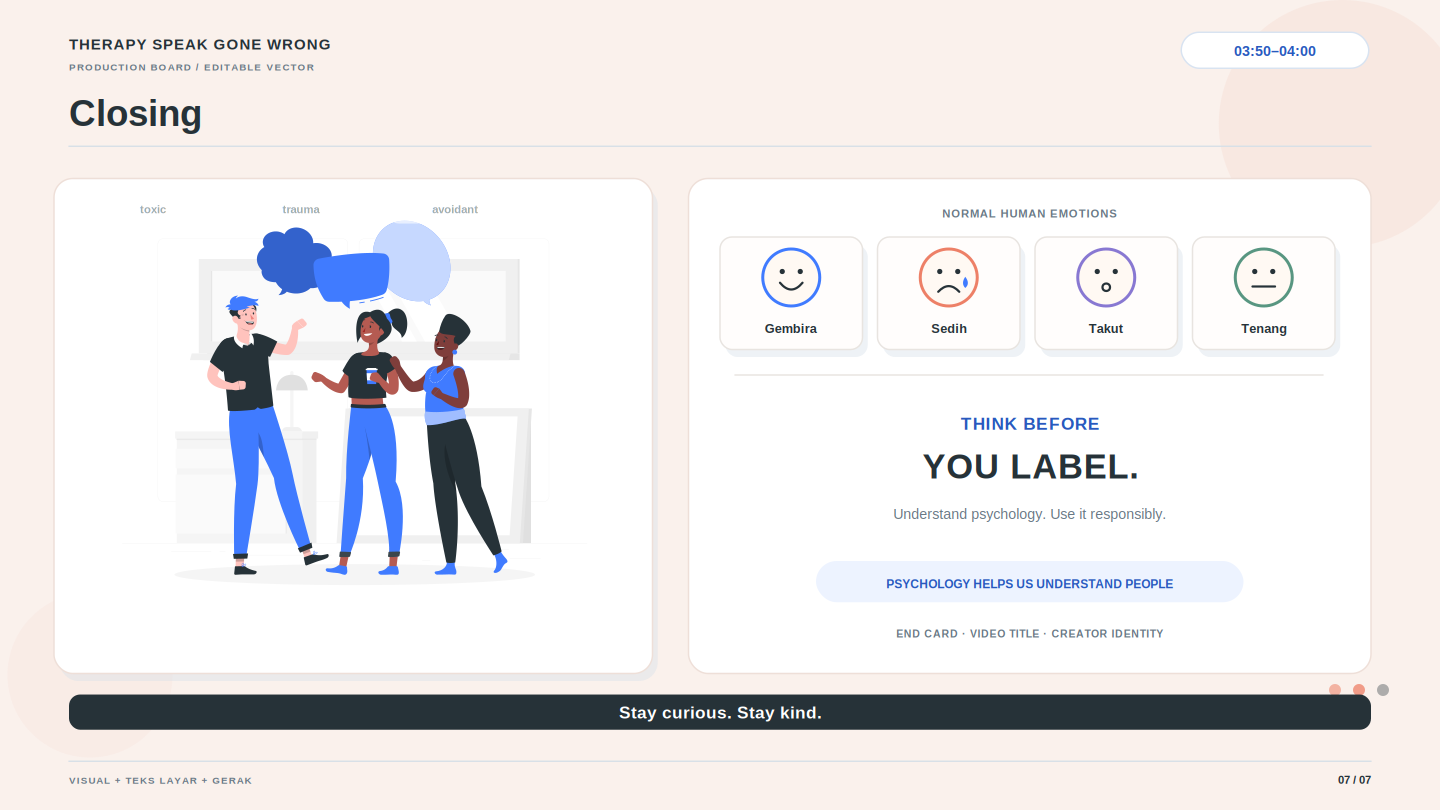 THERAPY SPEAK GONE WRONG
PRODUCTION BOARD / EDITABLE VECTOR
03:50–04:00
Closing
toxic trauma avoidant
NORMAL HUMAN EMOTIONS
Gembira Sedih Takut Tenang
THINK BEFORE
YOU LABEL.
Understand psychology. Use it responsibly.
PSYCHOLOGY HELPS US UNDERSTAND PEOPLE
END CARD · VIDEO TITLE · CREATOR IDENTITY
Stay curious. Stay kind.
VISUAL + TEKS LAYAR + GERAK
07 / 07